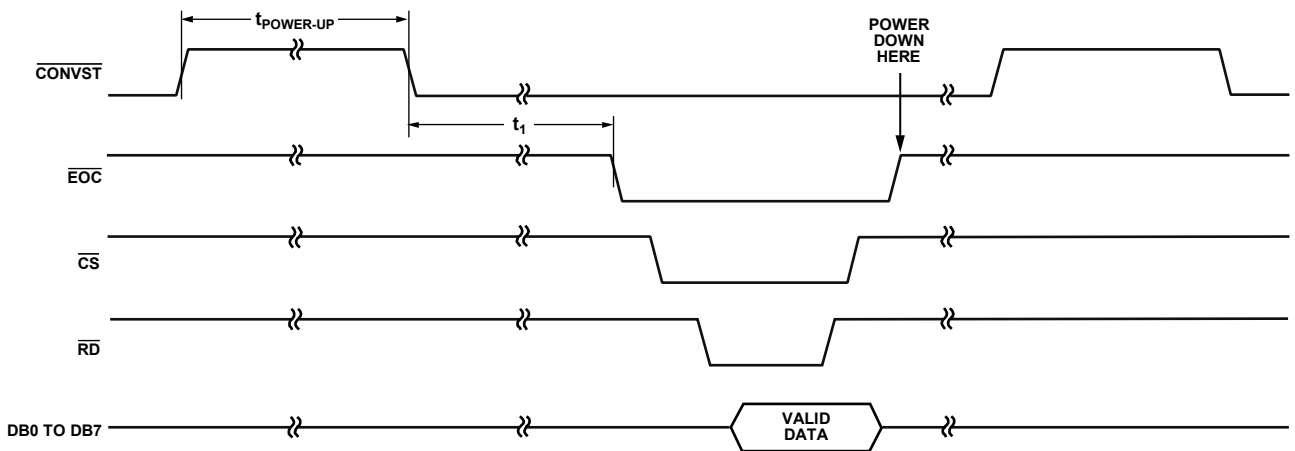 tPOWER-UP
POWER
DOWN
HERE
CONVST
t1
EOC
CS
RD
DB0 TO DB7
VALID
DATA